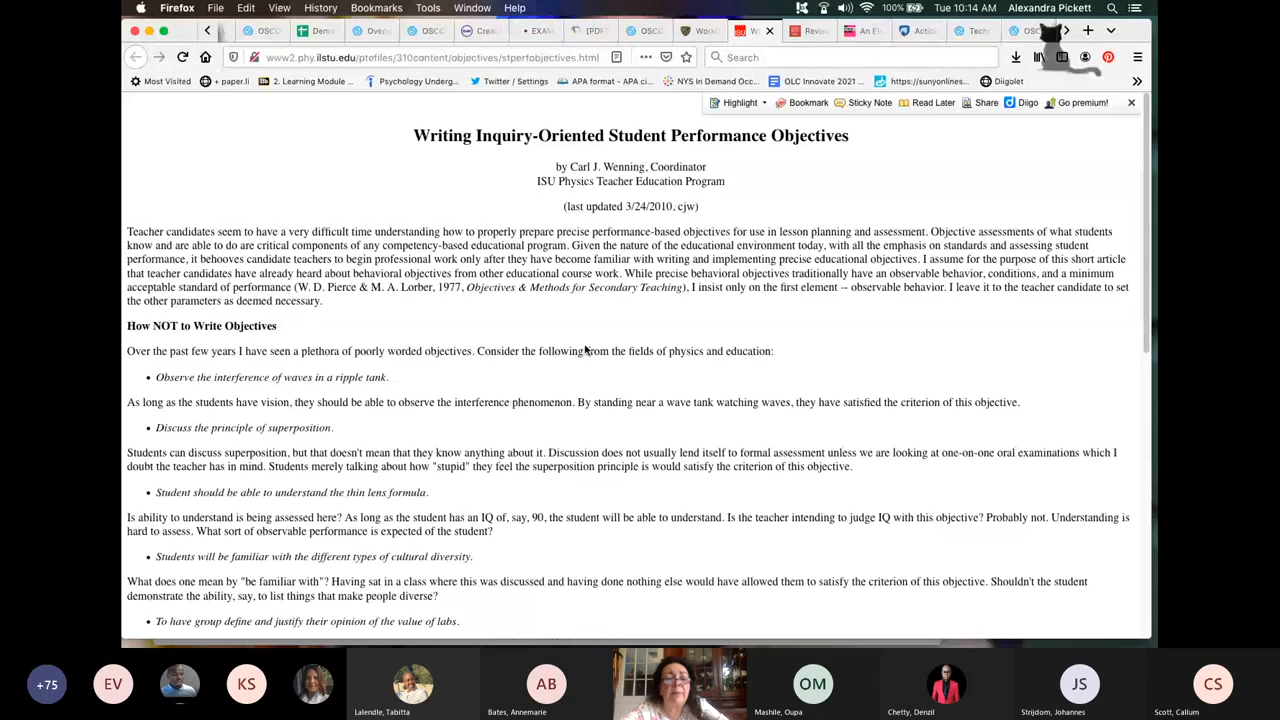 Firefox File Edit View History Bookmarks Tools Window Help 100% Tue 10:14 AM Alexandra Pickett
OSCO Dem Over OSCO Creat EXAM [PDF] OSCO Work ISU W Revis An El Actio Techr OSCO
www2.phy.ilstu.edu/ptefiles/310content/objectives/stperfobjectives.html Search
Most Visited + paper.li 2. Learning Module ... Psychology Underg... Twitter / Settings APA format - APA ci... NYS In Demand Occ... OLC Innovate 2021 ... https://sunyonlines... Diigolet
Highlight Bookmark Sticky Note Read Later Share Diigo Go premium!
Writing Inquiry-Oriented Student Performance Objectives
by Carl J. Wenning, Coordinator
ISU Physics Teacher Education Program
(last updated 3/24/2010, cjw)
Teacher candidates seem to have a very difficult time understanding how to properly prepare precise performance-based objectives for use in lesson planning and assessment. Objective assessments of what students
know and are able to do are critical components of any competency-based educational program. Given the nature of the educational environment today, with all the emphasis on standards and assessing student
performance, it behooves candidate teachers to begin professional work only after they have become familiar with writing and implementing precise educational objectives. I assume for the purpose of this short article
that teacher candidates have already heard about behavioral objectives from other educational course work. While precise behavioral objectives traditionally have an observable behavior, conditions, and a minimum
acceptable standard of performance (W. D. Pierce & M. A. Lorber, 1977, Objectives & Methods for Secondary Teaching), I insist only on the first element -- observable behavior. I leave it to the teacher candidate to set
the other parameters as deemed necessary.
How NOT to Write Objectives
Over the past few years I have seen a plethora of poorly worded objectives. Consider the following from the fields of physics and education:
• Observe the interference of waves in a ripple tank.
As long as the students have vision, they should be able to observe the interference phenomenon. By standing near a wave tank watching waves, they have satisfied the criterion of this objective.
• Discuss the principle of superposition.
Students can discuss superposition, but that doesn't mean that they know anything about it. Discussion does not usually lend itself to formal assessment unless we are looking at one-on-one oral examinations which I
doubt the teacher has in mind. Students merely talking about how "stupid" they feel the superposition principle is would satisfy the criterion of this objective.
• Student should be able to understand the thin lens formula.
Is ability to understand is being assessed here? As long as the student has an IQ of, say, 90, the student will be able to understand. Is the teacher intending to judge IQ with this objective? Probably not. Understanding is
hard to assess. What sort of observable performance is expected of the student?
• Students will be familiar with the different types of cultural diversity.
What does one mean by "be familiar with"? Having sat in a class where this was discussed and having done nothing else would have allowed them to satisfy the criterion of this objective. Shouldn't the student
demonstrate the ability, say, to list things that make people diverse?
• To have group define and justify their opinion of the value of labs.
+75 EV KS AB OM JS CS
Lalendle, Tabitta Bates, Annemarie Mashile, Oupa Chetty, Denzil Strijdom, Johannes Scott, Callum